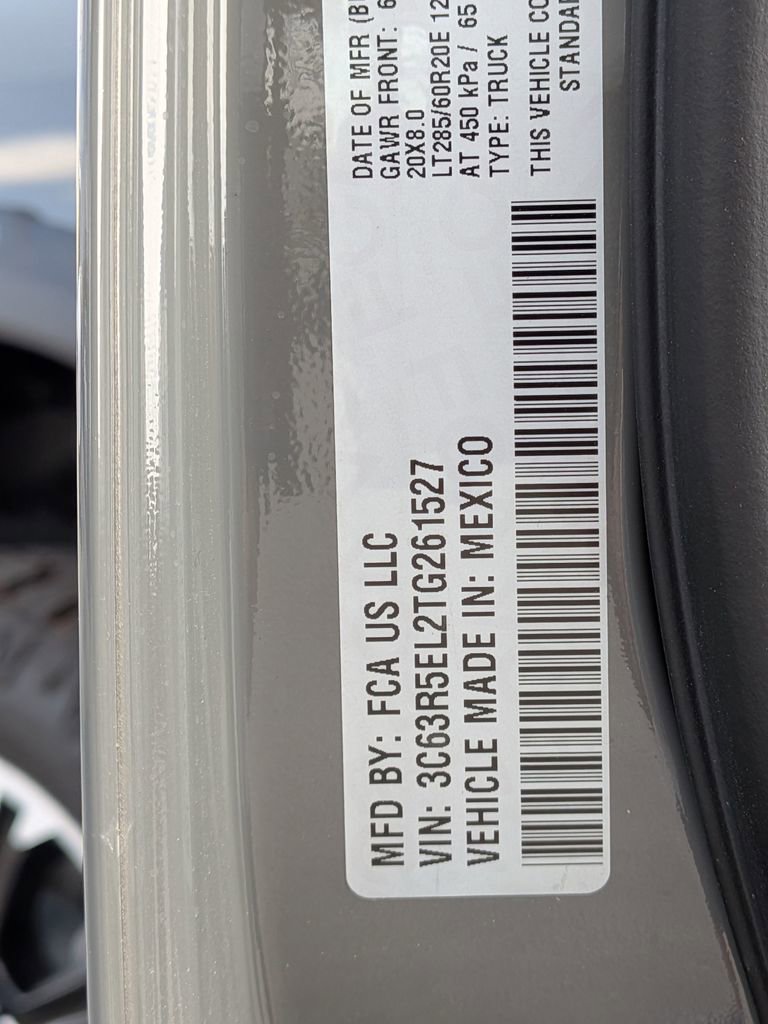 MFD BY: FCA US LLC
VIN: 3C63R5EL2TG261527
VEHICLE MADE IN: MEXICO
DATE OF MFR
GAWR FRONT:
20X8.0
LT285/60R20E
AT 450 kPa / 65
TYPE: TRUCK
THIS VEHICLE